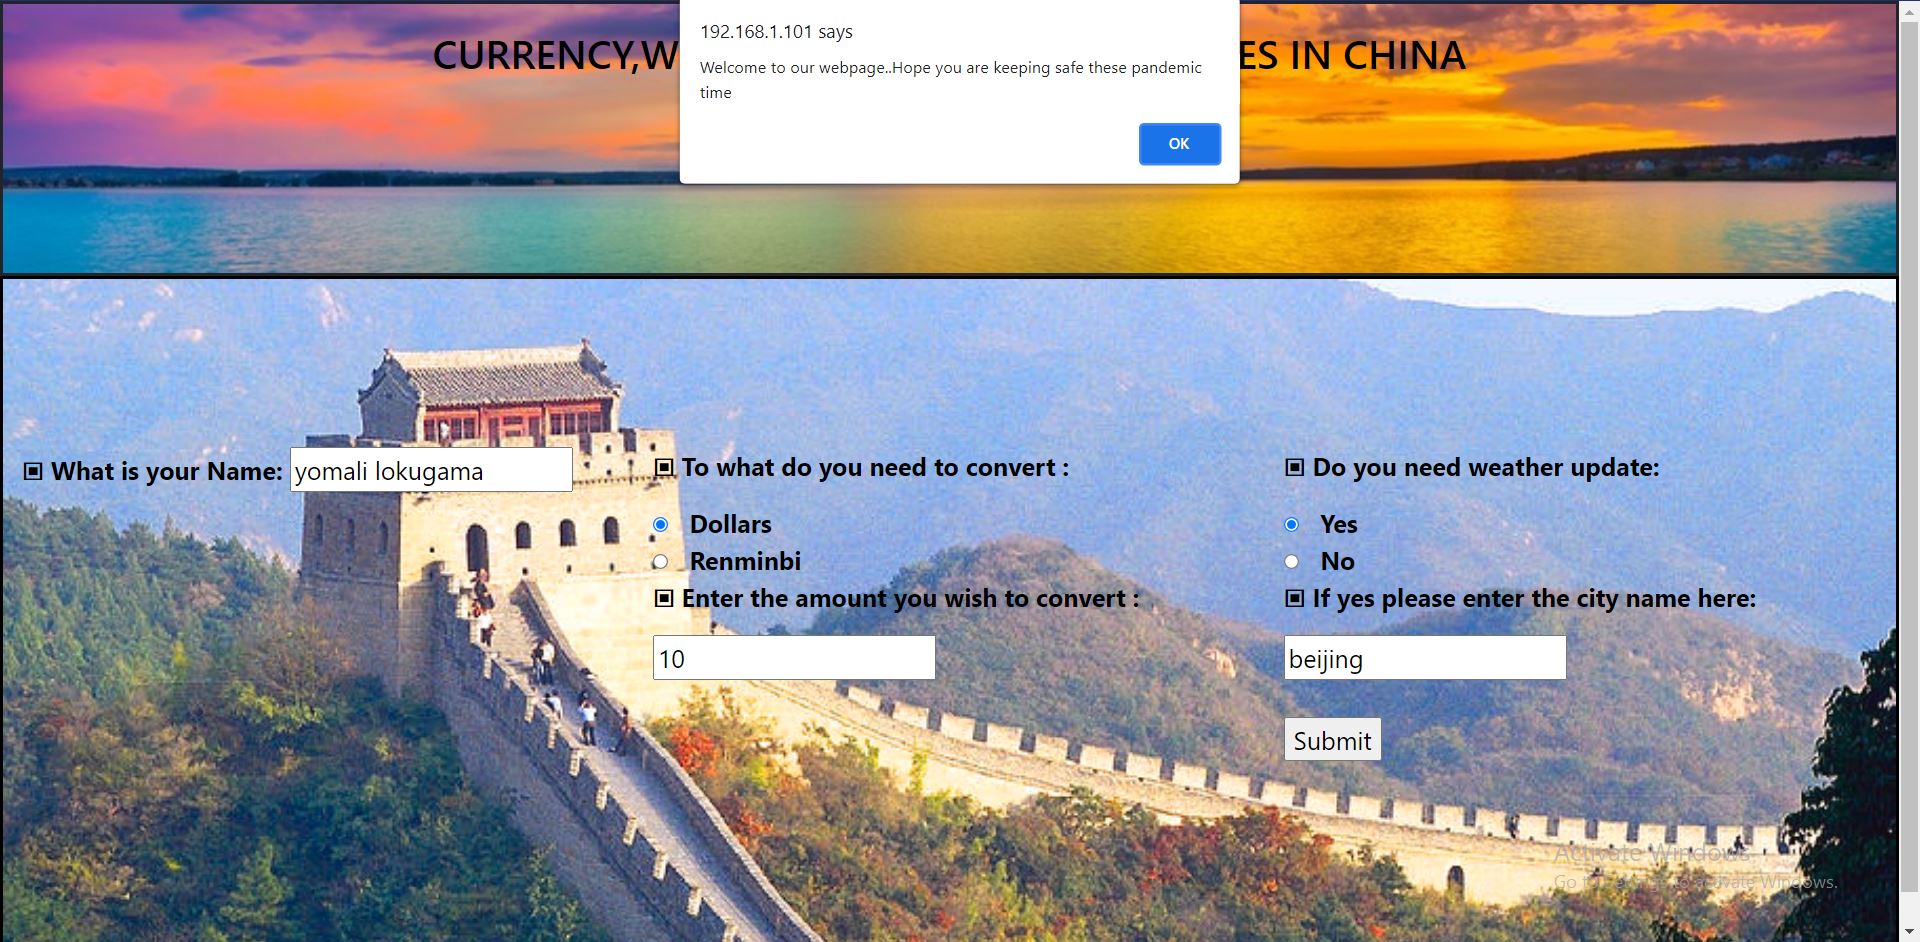 192.168.1.101 says
Welcome to our webpage..Hope you are keeping safe these pandemic
time
OK
CURRENCY,W ES IN CHINA
What is your Name: yomali lokugama
To what do you need to convert :
Dollars
Renminbi
Enter the amount you wish to convert :
10
Do you need weather update:
Yes
No
If yes please enter the city name here:
beijing
Submit
Activate Windows
Go to Settings to activate Windows.